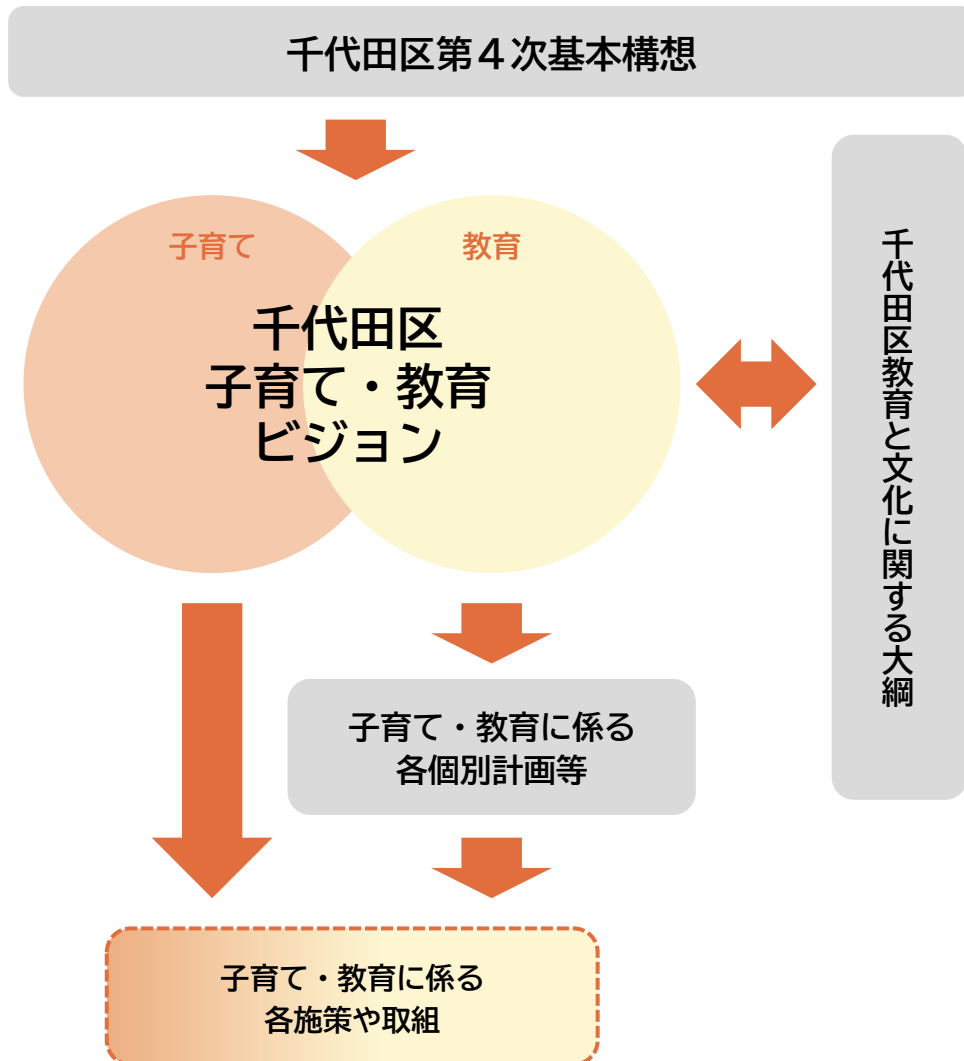 千代田区第４次基本構想
子育て
教育
千代田区
子育て・教育
ビジョン
千代田区教育と文化に関する大綱
子育て・教育に係る
各個別計画等
子育て・教育に係る
各施策や取組